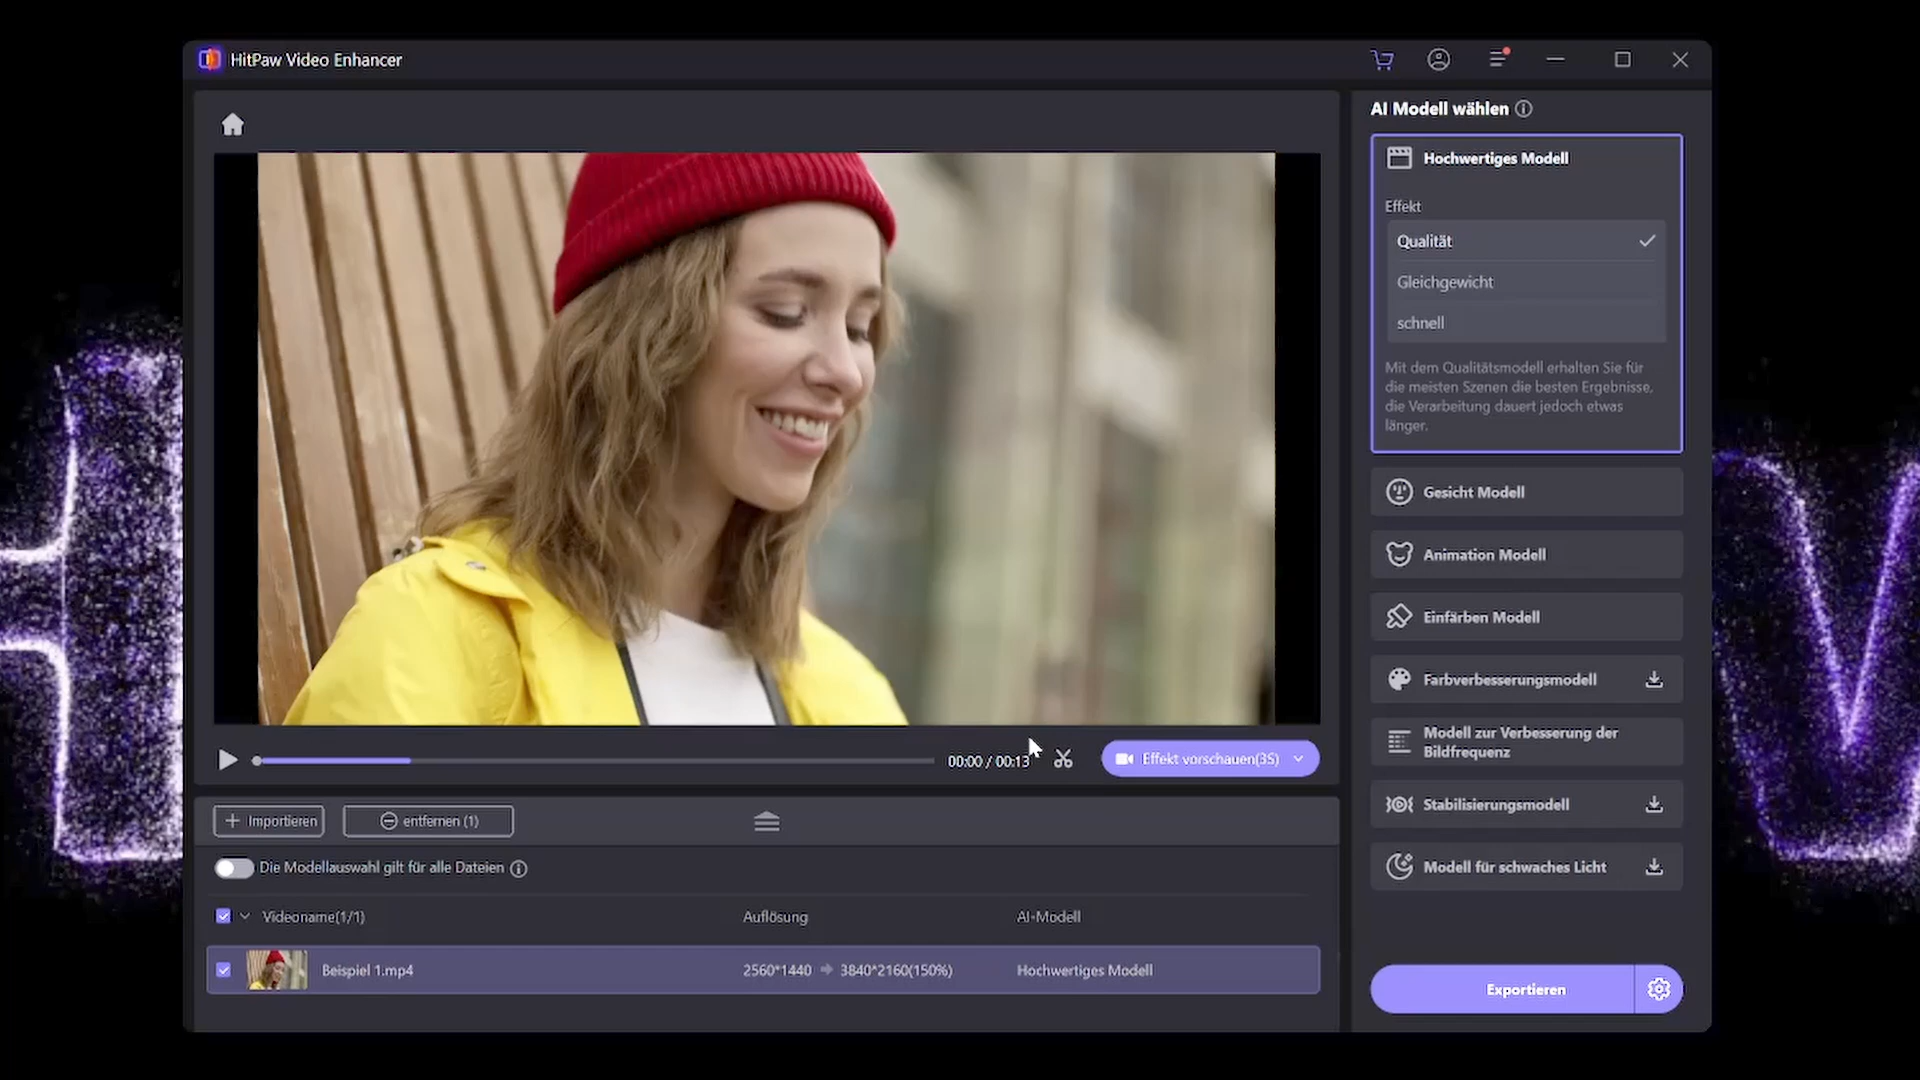 HitPaw Video Enhancer
AI Modell wählen
Hochwertiges Modell
Effekt
Qualität
Gleichgewicht
schnell
Mit dem Qualitätsmodell erhalten Sie für
die meisten Szenen die besten Ergebnisse,
die Verarbeitung dauert jedoch etwas
länger.
Gesicht Modell
Animation Modell
Einfärben Modell
Farbverbesserungsmodell
Modell zur Verbesserung der
Bildfrequenz
Stabilisierungsmodell
Modell für schwaches Licht
Exportieren
00:00 / 00:13
Effekt vorschauen(3S)
Importieren
entfernen (1)
Die Modellauswahl gilt für alle Dateien
Videoname(1/1) Auflösung AI-Modell
Beispiel 1.mp4 2560*1440 3840*2160(150%) Hochwertiges Modell